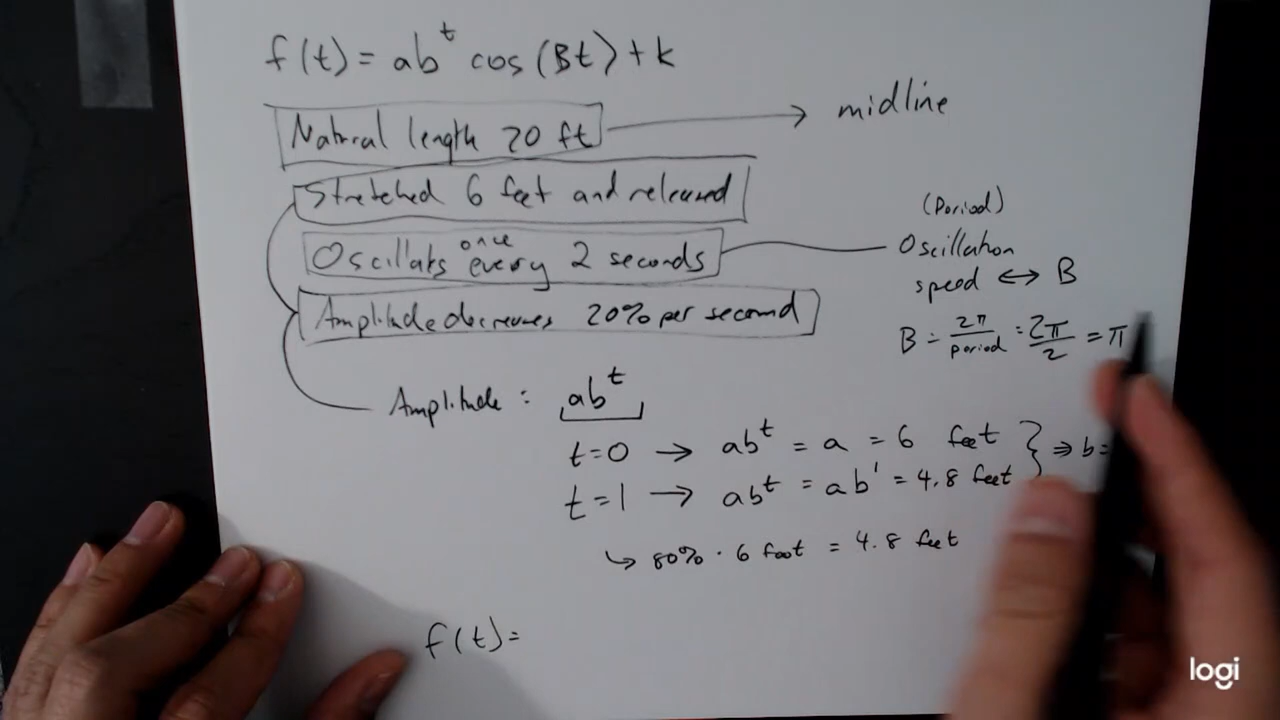 f(t) = ab^t cos(Bt) + k
Natural length 20 ft → midline
Stretched 6 feet and released
(Period)
Oscillation
speed ↔ B
Oscillats once every 2 seconds
Amplitude decreases 20% per second
B = 2π/period = 2π/2 = π
Amplitude : ab^t
t=0 → ab^t = a = 6 feet
t=1 → ab^t = ab^1 = 4.8 feet } ⇒ b=
↳ 80% · 6 foot = 4.8 feet
f(t)=
logi